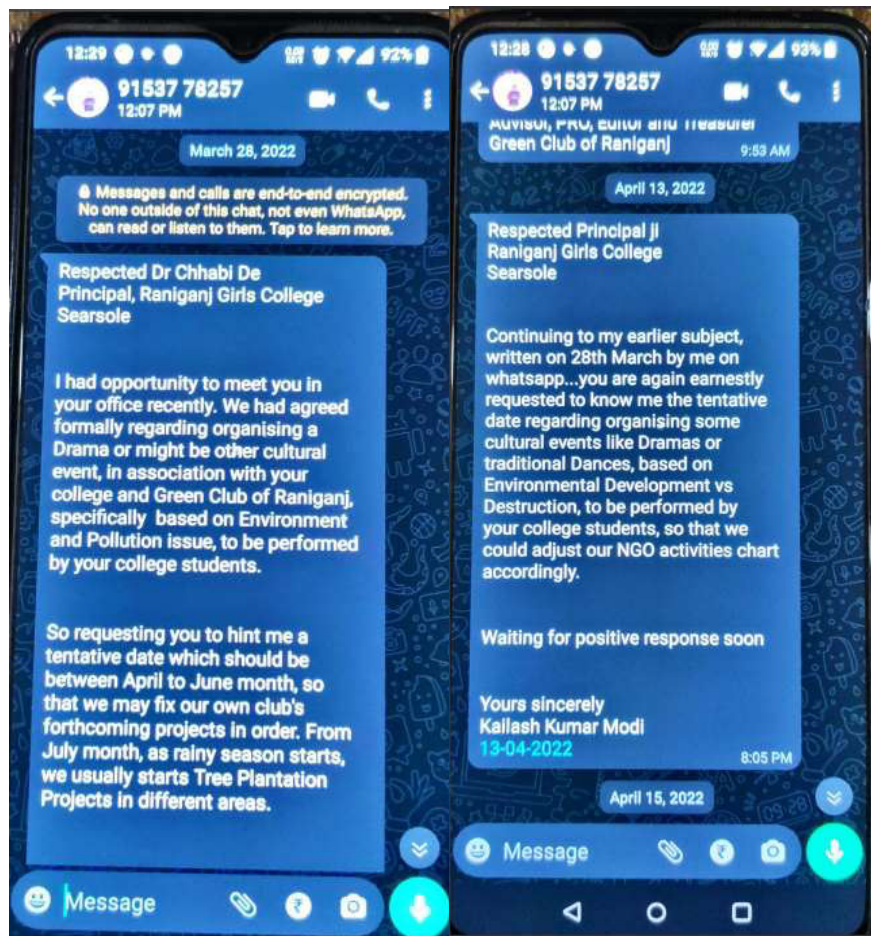 12:29
92%
91537 78257
12:07 PM
March 28, 2022
Messages and calls are end-to-end encrypted.
No one outside of this chat, not even WhatsApp,
can read or listen to them. Tap to learn more.
Respected Dr Chhabi De
Principal, Raniganj Girls College
Searsole
I had opportunity to meet you in
your office recently. We had agreed
formally regarding organising a
Drama or might be other cultural
event, in association with your
college and Green Club of Raniganj,
specifically based on Environment
and Pollution issue, to be performed
by your college students.
So requesting you to hint me a
tentative date which should be
between April to June month, so
that we may fix our own club's
forthcoming projects in order. From
July month, as rainy season starts,
we usually starts Tree Plantation
Projects in different areas.
Message
12:28
93%
91537 78257
12:07 PM
Advisor, PRO, Editor and Treasurer
Green Club of Raniganj
9:53 AM
April 13, 2022
Respected Principal ji
Raniganj Girls College
Searsole
Continuing to my earlier subject,
written on 28th March by me on
whatsapp...you are again earnestly
requested to know me the tentative
date regarding organising some
cultural events like Dramas or
traditional Dances, based on
Environmental Development vs
Destruction, to be performed by
your college students, so that we
could adjust our NGO activities chart
accordingly.
Waiting for positive response soon
Yours sincerely
Kailash Kumar Modi
13-04-2022
8:05 PM
April 15, 2022
Message